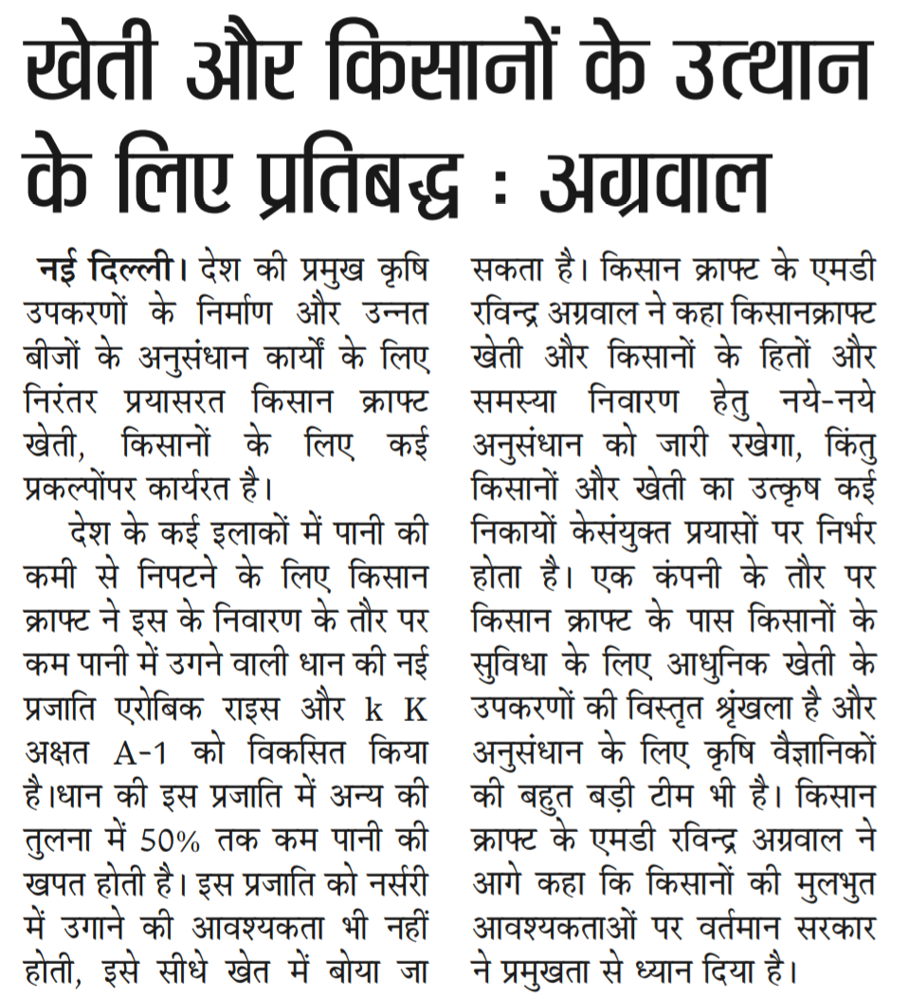 खेती और किसानों के उत्थान
के लिए प्रतिबद्ध : अग्रवाल
नई दिल्ली। देश की प्रमुख कृषि
उपकरणों के निर्माण और उन्नत
बीजों के अनुसंधान कार्यों के लिए
निरंतर प्रयासरत किसान क्राफ्ट
खेती, किसानों के लिए कई
प्रकल्पोंपर कार्यरत है।
देश के कई इलाकों में पानी की
कमी से निपटने के लिए किसान
क्राफ्ट ने इस के निवारण के तौर पर
कम पानी में उगने वाली धान की नई
प्रजाति एरोबिक राइस और k K
अक्षत A-1 को विकसित किया
है।धान की इस प्रजाति में अन्य की
तुलना में 50% तक कम पानी की
खपत होती है। इस प्रजाति को नर्सरी
में उगाने की आवश्यकता भी नहीं
होती, इसे सीधे खेत में बोया जा
सकता है। किसान क्राफ्ट के एमडी
रविन्द्र अग्रवाल ने कहा किसानक्राफ्ट
खेती और किसानों के हितों और
समस्या निवारण हेतु नये-नये
अनुसंधान को जारी रखेगा, किंतु
किसानों और खेती का उत्कृष कई
निकायों केसंयुक्त प्रयासों पर निर्भर
होता है। एक कंपनी के तौर पर
किसान क्राफ्ट के पास किसानों के
सुविधा के लिए आधुनिक खेती के
उपकरणों की विस्तृत श्रृंखला है और
अनुसंधान के लिए कृषि वैज्ञानिकों
की बहुत बड़ी टीम भी है। किसान
क्राफ्ट के एमडी रविन्द्र अग्रवाल ने
आगे कहा कि किसानों की मुलभुत
आवश्यकताओं पर वर्तमान सरकार
ने प्रमुखता से ध्यान दिया है।